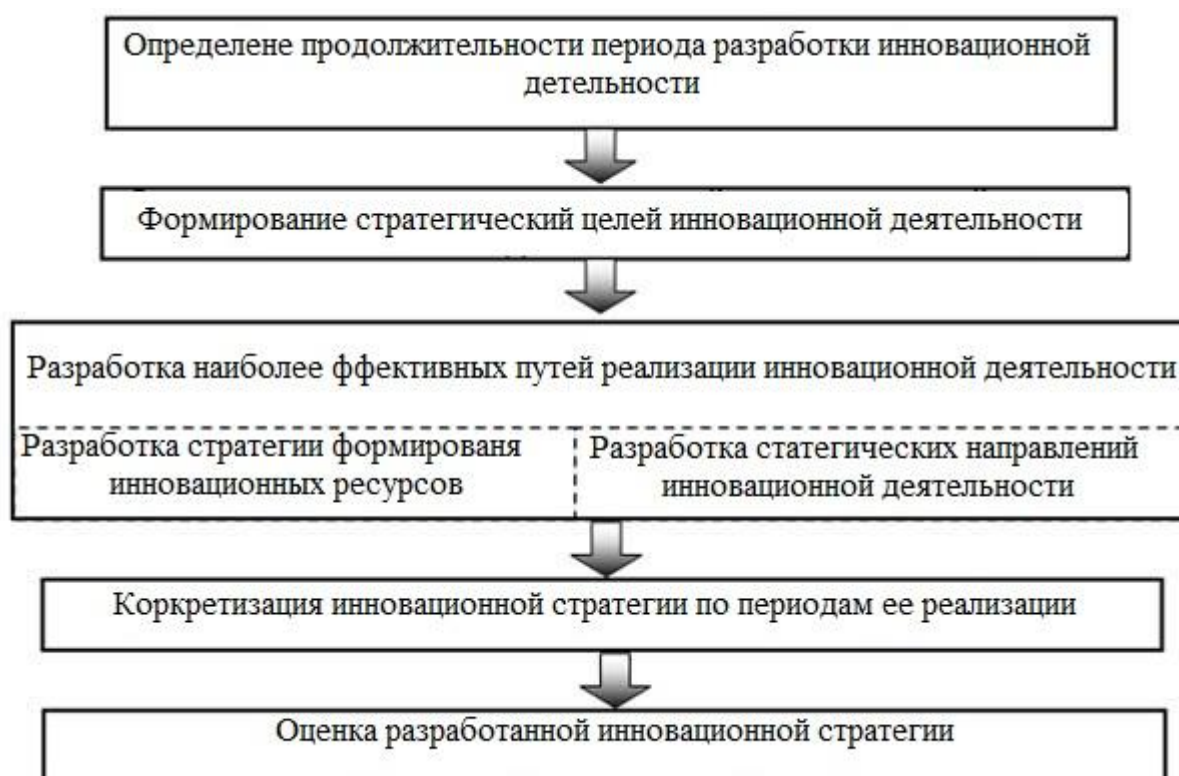 Определене продолжительности периода разработки инновационной
детельности
Формирование стратегический целей инновационной деятельности
Разработка наиболее ффективных путей реализации инновационной деятельности
Разработка стратегии формированя
инновационных ресурсов
Разработка статегических направлений
инновационной деятельности
Коркретизация инновационной стратегии по периодам ее реализации
Оценка разработанной инновационной стратегии